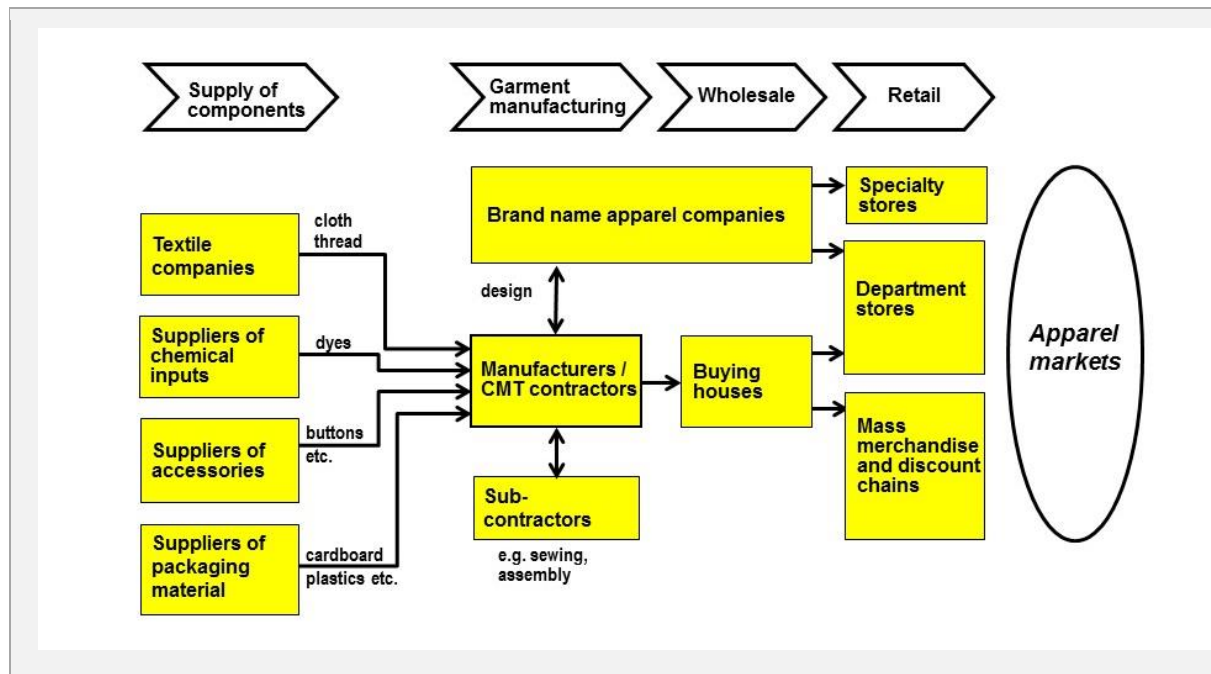 Supply of
components
Garment
manufacturing
Wholesale
Retail
Textile
companies
cloth
thread
Suppliers of
chemical
inputs
dyes
Suppliers of
accessories
buttons
etc.
Suppliers of
packaging
material
cardboard
plastics etc.
Brand name apparel companies
design
Manufacturers /
CMT contractors
Sub-
contractors
e.g. sewing,
assembly
Buying
houses
Specialty
stores
Department
stores
Mass
merchandise
and discount
chains
Apparel
markets